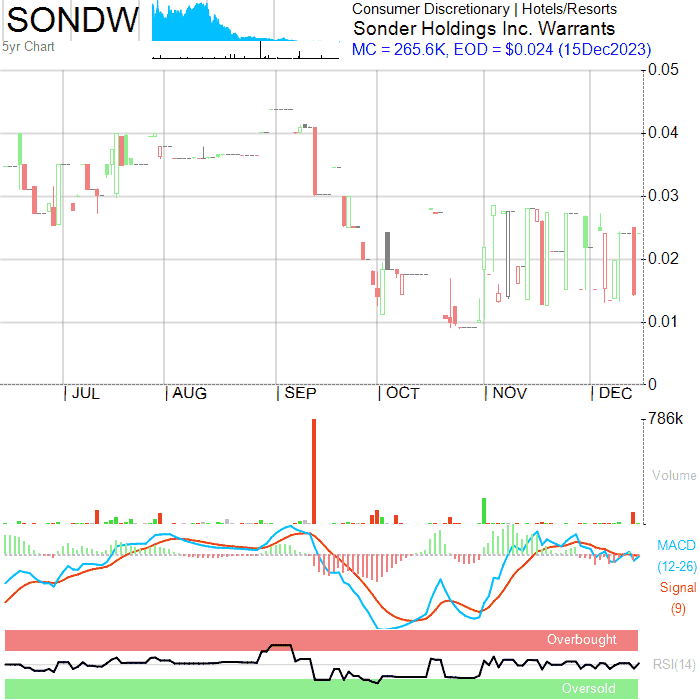 SONDW
5yr Chart
Consumer Discretionary | Hotels/Resorts
Sonder Holdings Inc. Warrants
MC = 265.6K, EOD = $0.024 (15Dec2023)
0.05
0.04
0.03
0.02
0.01
0
JUL AUG SEP OCT NOV DEC
786k
Volume
MACD
(12-26)
Signal
(9)
Overbought
RSI(14)
Oversold